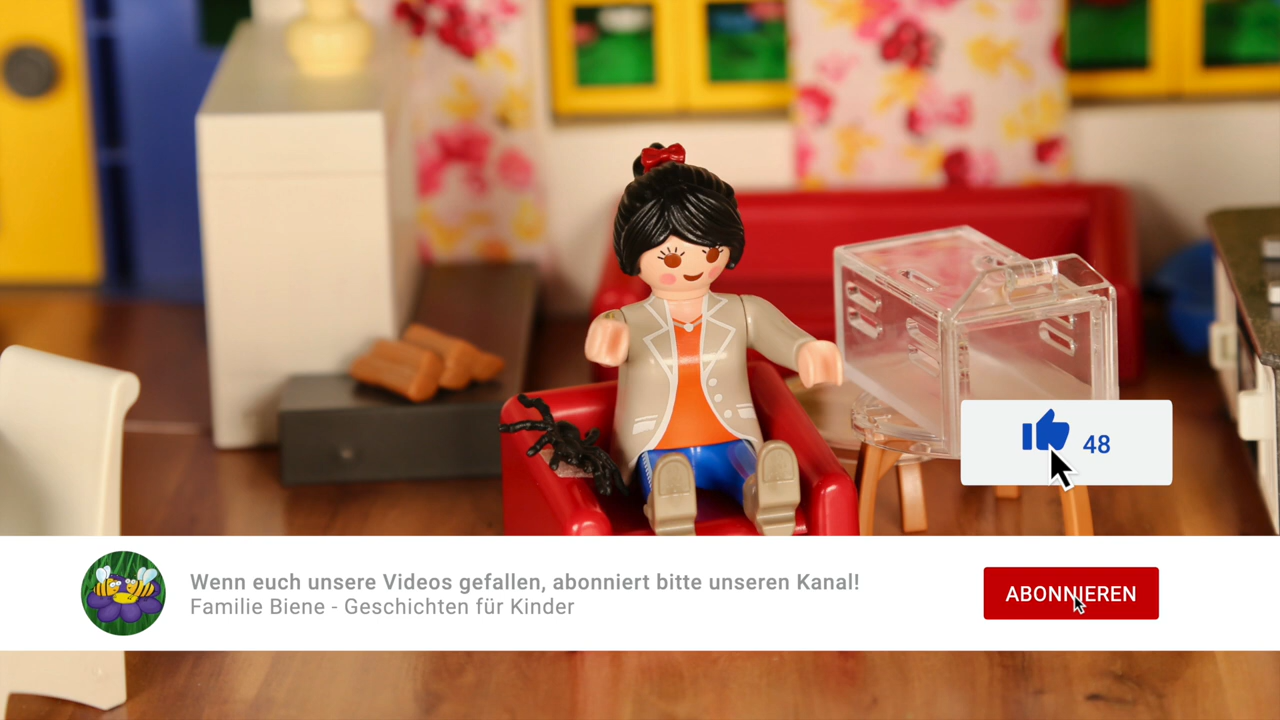 48
Wenn euch unsere Videos gefallen, abonniert bitte unseren Kanal!
Familie Biene - Geschichten für Kinder
ABONNIEREN